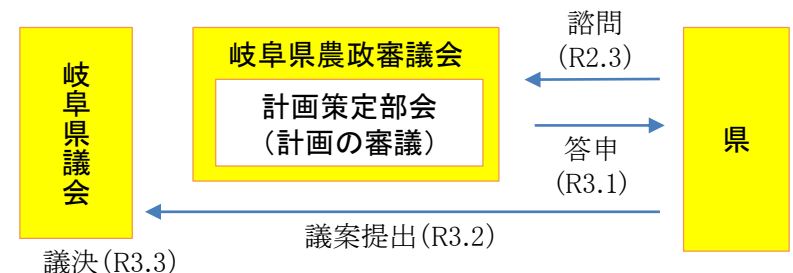 岐阜県議会
岐阜県農政審議会
計画策定部会
（計画の審議）
諮問
（R2.3）
答申
（R3.1）
県
議案提出（R3.2）
議決（R3.3）